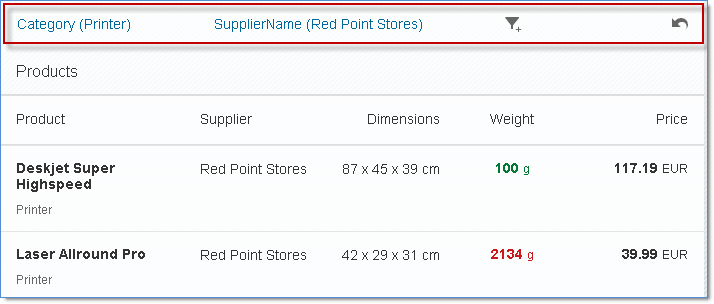 Category (Printer) SupplierName (Red Point Stores)
Products
Product Supplier Dimensions Weight Price
Deskjet Super Highspeed Red Point Stores 87 x 45 x 39 cm 100 g 117.19 EUR
Printer
Laser Allround Pro Red Point Stores 42 x 29 x 31 cm 2134 g 39.99 EUR
Printer